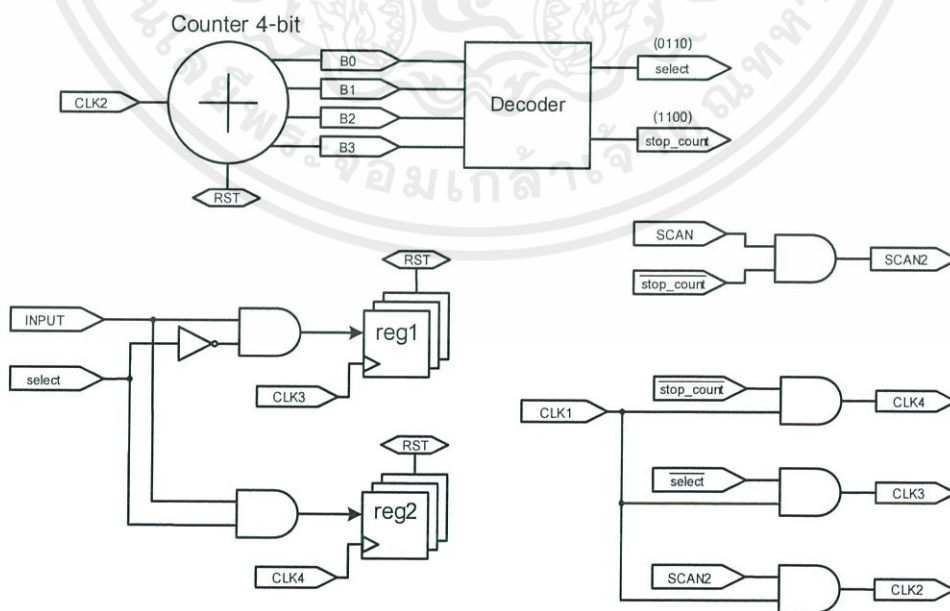 Counter 4-bit
CLK2
B0
B1
B2
B3
RST
Decoder
(0110)
select
(1100)
stop_count
SCAN
stop_count
SCAN2
INPUT
select
RST
reg1
CLK3
RST
reg2
CLK4
CLK1
stop_count
CLK4
select
CLK3
SCAN2
CLK2